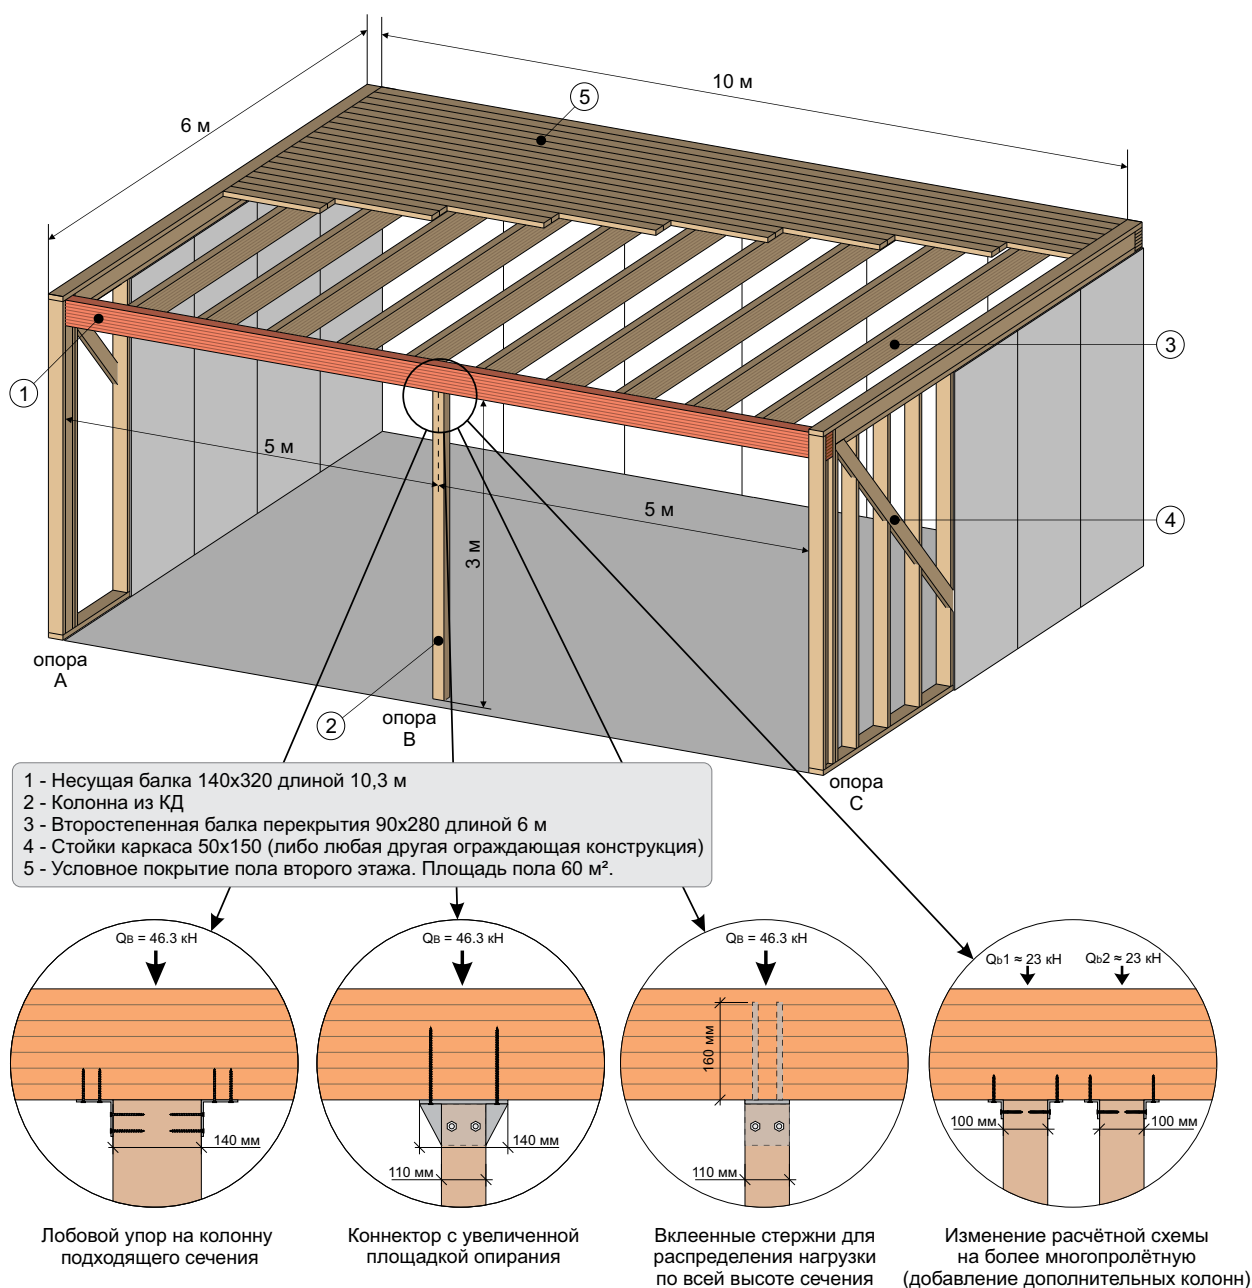 10 м
6 м
5
1
3
5 м
5 м
3 м
4
2
опора
A
опора
B
опора
C
1 - Несущая балка 140х320 длиной 10,3 м
2 - Колонна из КД
3 - Второстепенная балка перекрытия 90х280 длиной 6 м
4 - Стойки каркаса 50х150 (либо любая другая ограждающая конструкция)
5 - Условное покрытие пола второго этажа. Площадь пола 60 м².
QB = 46.3 кН
140 мм
Лобовой упор на колонну
подходящего сечения
QB = 46.3 кН
140 мм
110 мм
Коннектор с увеличенной
площадкой опирания
QB = 46.3 кН
160 мм
110 мм
Вклеенные стержни для
распределения нагрузки
по всей высоте сечения
Qb1 ≈ 23 кН
Qb2 ≈ 23 кН
100 мм
100 мм
Изменение расчётной схемы
на более многопролётную
(добавление дополнительных колонн)